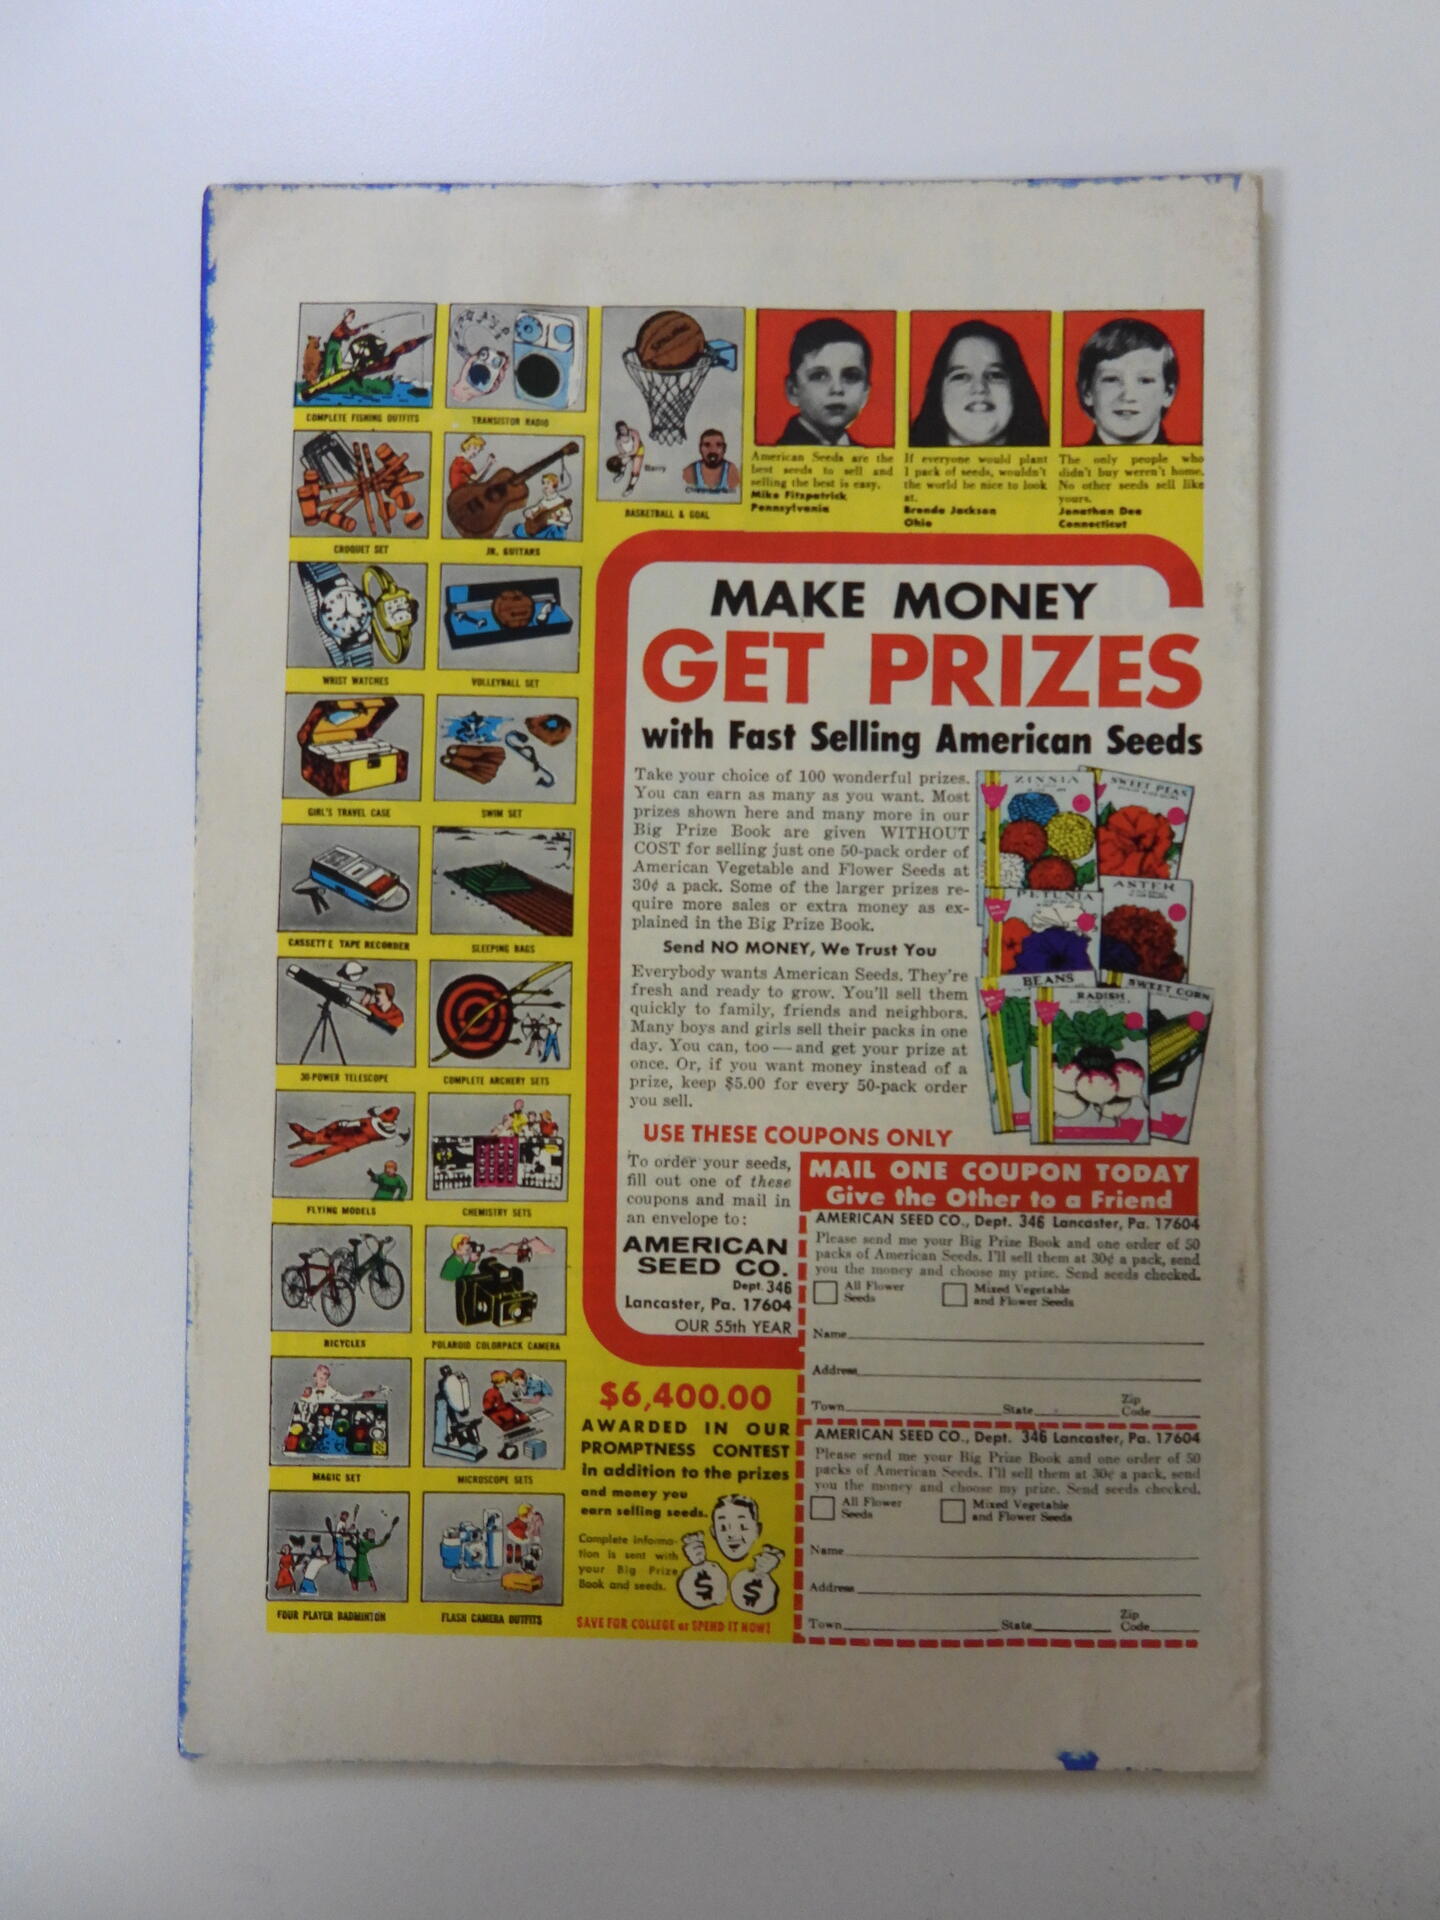 COMPLETE FISHING OUTFITS
TRANSISTOR RADIO
CROQUET SET
JR. GUITARS
WRIST WATCHES
VOLLEYBALL SET
GIRL'S TRAVEL CASE
SWIM SET
CASSETTE TAPE RECORDER
SLEEPING BAGS
30-POWER TELESCOPE
COMPLETE ARCHERY SETS
FLYING MODELS
CHEMISTRY SETS
BICYCLES
POLAROID COLORPACK CAMERA
MAGIC SET
MICROSCOPE SETS
FOUR PLAYER BADMINTON
FLASH CAMERA OUTFITS
Barry
BASKETBALL & GOAL
American Seeds are the
best seeds to sell and
selling the best is easy.
Mike Fitzpatrick
Pennsylvania
If everyone would plant
1 pack of seeds, wouldn't
the world be nice to look
at.
Brenda Jackson
Ohio
The only people who
didn't buy weren't home.
No other seeds sell like
yours.
Jonathan Dee
Connecticut
MAKE MONEY
GET PRIZES
with Fast Selling American Seeds
Take your choice of 100 wonderful prizes.
You can earn as many as you want. Most
prizes shown here and many more in our
Big Prize Book are given WITHOUT
COST for selling just one 50-pack order of
American Vegetable and Flower Seeds at
30¢ a pack. Some of the larger prizes re-
quire more sales or extra money as ex-
plained in the Big Prize Book.
Send NO MONEY, We Trust You
Everybody wants American Seeds. They're
fresh and ready to grow. You'll sell them
quickly to family, friends and neighbors.
Many boys and girls sell their packs in one
day. You can, too — and get your prize at
once. Or, if you want money instead of a
prize, keep $5.00 for every 50-pack order
you sell.
ZINNIA
SWEET PEAS
PETUNIA
ASTER
BEANS
RADISH
SWEET CORN
USE THESE COUPONS ONLY
To order your seeds,
fill out one of these
coupons and mail in
an envelope to:
AMERICAN
SEED CO.
Dept. 346
Lancaster, Pa. 17604
OUR 55th YEAR
MAIL ONE COUPON TODAY
Give the Other to a Friend
AMERICAN SEED CO., Dept. 346 Lancaster, Pa. 17604
Please send me your Big Prize Book and one order of 50
packs of American Seeds. I'll sell them at 30¢ a pack, send
you the money and choose my prize. Send seeds checked.
All Flower
Seeds
Mixed Vegetable
and Flower Seeds
Name
Address
Town State Zip
Code
AMERICAN SEED CO., Dept. 346 Lancaster, Pa. 17604
Please send me your Big Prize Book and one order of 50
packs of American Seeds. I'll sell them at 30¢ a pack, send
you the money and choose my prize. Send seeds checked.
All Flower
Seeds
Mixed Vegetable
and Flower Seeds
Name
Address
Town State Zip
Code
$6,400.00
AWARDED IN OUR
PROMPTNESS CONTEST
in addition to the prizes
and money you
earn selling seeds.
Complete informa-
tion is sent with
your Big Prize
Book and seeds.
$ $
SAVE FOR COLLEGE or SPEND IT NOW!